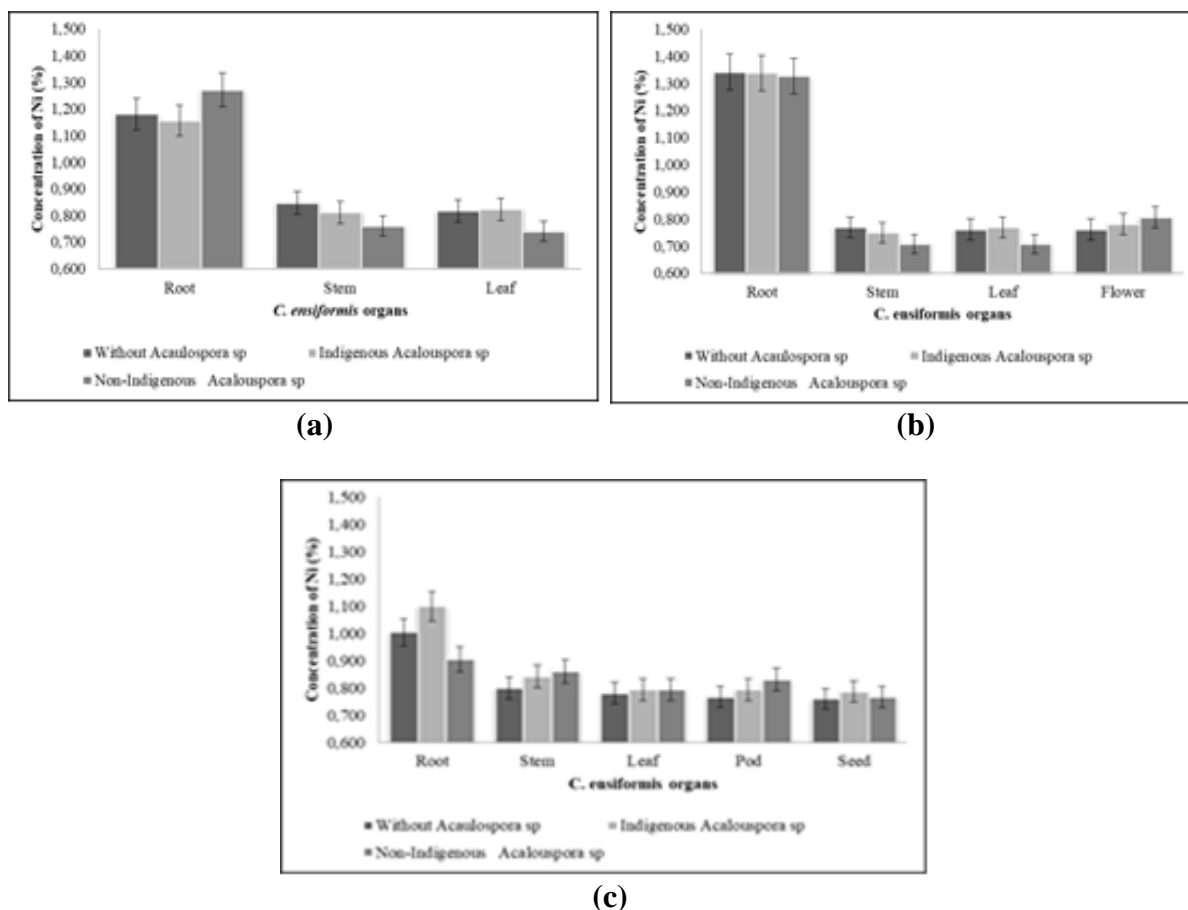 1,500
1,400
1,300
1,200
1,100
1,000
0,900
0,800
0,700
0,600
Concentration of Ni (%)
Root Stem Leaf
C. ensiformis organs
Without Acaulospora sp Indigenous Acalouspora sp
Non-Indigenous Acalouspora sp
(a)
1,500
1,400
1,300
1,200
1,100
1,000
0,900
0,800
0,700
0,600
Concentration of Ni (%)
Root Stem Leaf Flower
C. ensiformis organs
Without Acaulospora sp Indigenous Acalouspora sp
Non-Indigenous Acalouspora sp
(b)
1,500
1,400
1,300
1,200
1,100
1,000
0,900
0,800
0,700
0,600
Concentration of Ni (%)
Root Stem Leaf Pod Seed
C. ensiformis organs
Without Acaulospora sp Indigenous Acalouspora sp
Non-Indigenous Acalouspora sp
(c)